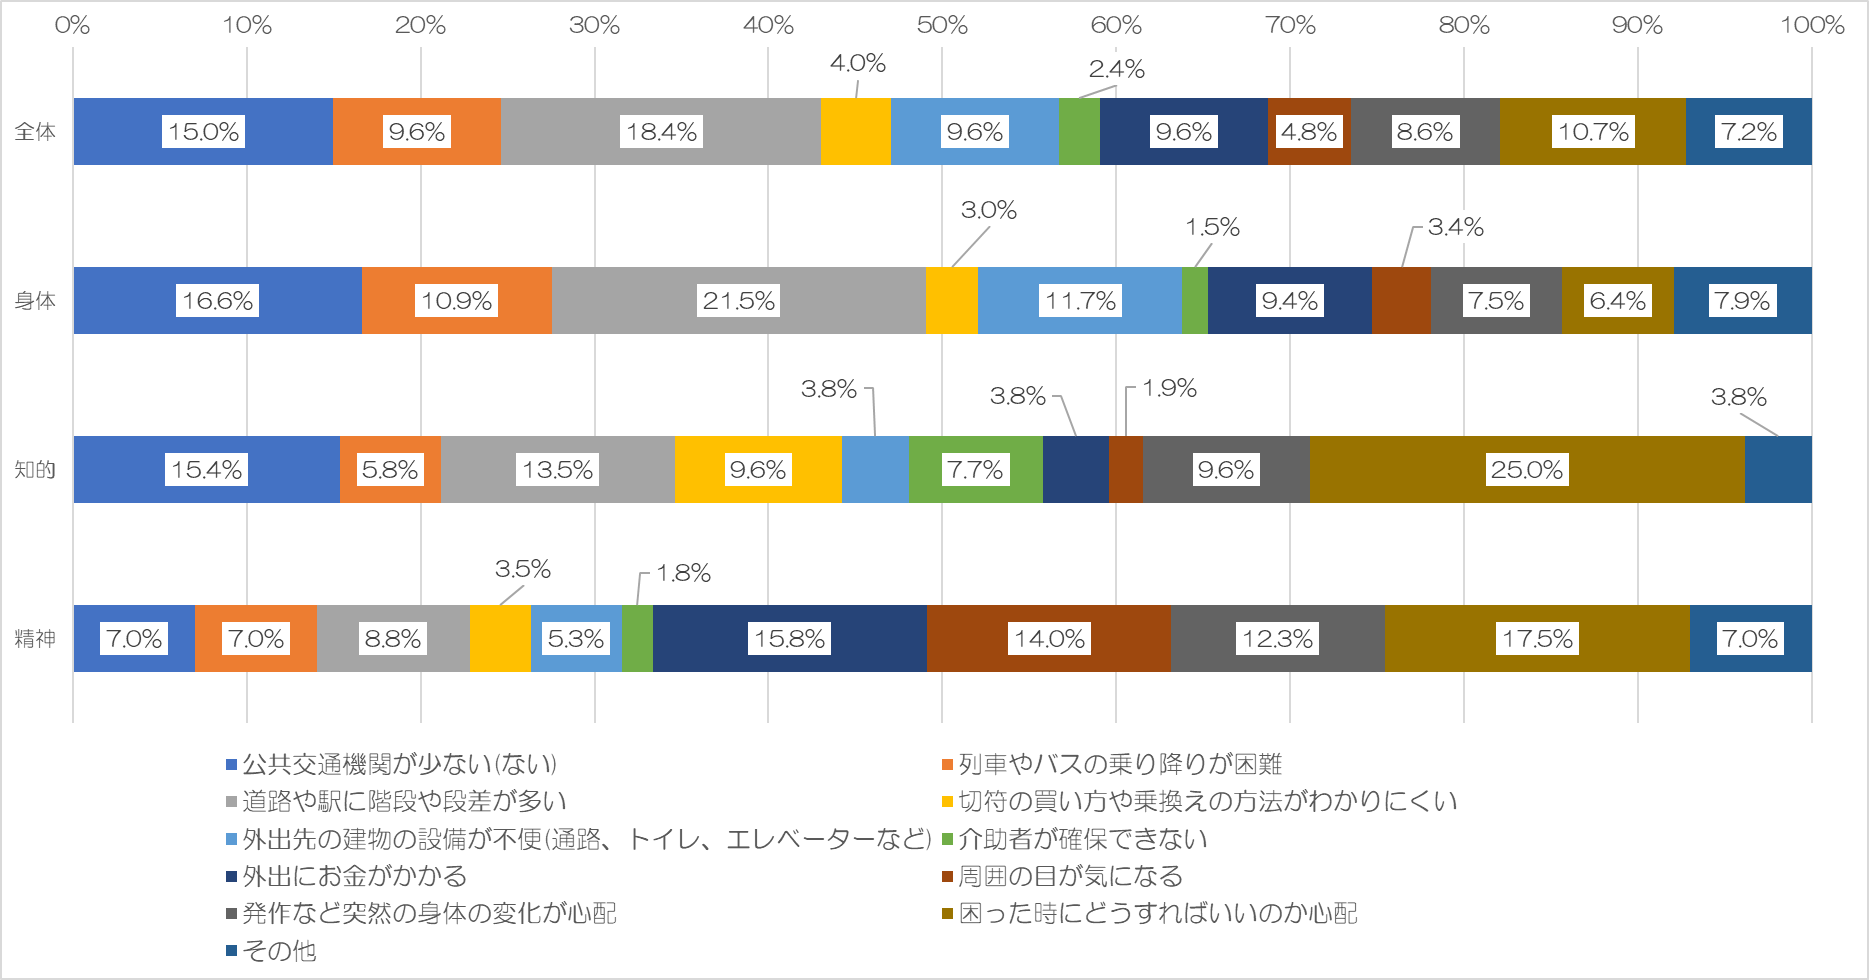 0% 10% 20% 30% 40% 50% 60% 70% 80% 90% 100%
4.0% 2.4%
全体 15.0% 9.6% 18.4% 9.6% 9.6% 4.8% 8.6% 10.7% 7.2%
3.0% 1.5% 3.4%
身体 16.6% 10.9% 21.5% 11.7% 9.4% 7.5% 6.4% 7.9%
3.8% 3.8% 1.9% 3.8%
知的 15.4% 5.8% 13.5% 9.6% 7.7% 9.6% 25.0%
3.5% 1.8%
精神 7.0% 7.0% 8.8% 5.3% 15.8% 14.0% 12.3% 17.5% 7.0%
公共交通機関が少ない(ない) 列車やバスの乗り降りが困難
道路や駅に階段や段差が多い 切符の買い方や乗換えの方法がわかりにくい
外出先の建物の設備が不便(通路、トイレ、エレベーターなど) 介助者が確保できない
外出にお金がかかる 周囲の目が気になる
発作など突然の身体の変化が心配 困った時にどうすればいいのか心配
その他